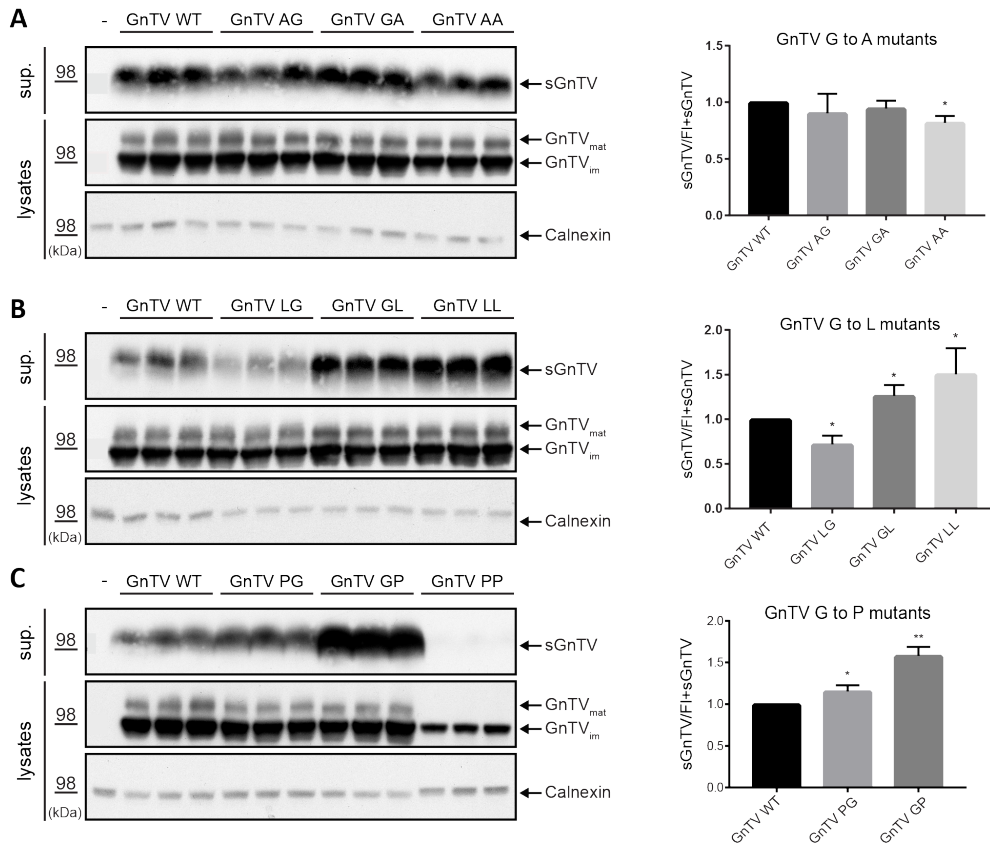 A
- GnTV WT GnTV AG GnTV GA GnTV AA
sup.
98
sGnTV
lysates
98
GnTVmat
GnTVim
98
(kDa)
Calnexin
GnTV G to A mutants
sGnTV/Fl+sGnTV
1.5
1.0
0.5
0.0
*
GnTV WT
GnTV AG
GnTV GA
GnTV AA
B
- GnTV WT GnTV LG GnTV GL GnTV LL
sup.
98
sGnTV
lysates
98
GnTVmat
GnTVim
98
(kDa)
Calnexin
GnTV G to L mutants
sGnTV/Fl+sGnTV
2.0
1.5
1.0
0.5
0.0
* * *
GnTV WT
GnTV LG
GnTV GL
GnTV LL
C
- GnTV WT GnTV PG GnTV GP GnTV PP
sup.
98
sGnTV
lysates
98
GnTVmat
GnTVim
98
(kDa)
Calnexin
GnTV G to P mutants
sGnTV/Fl+sGnTV
2.0
1.5
1.0
0.5
0.0
* **
GnTV WT
GnTV PG
GnTV GP